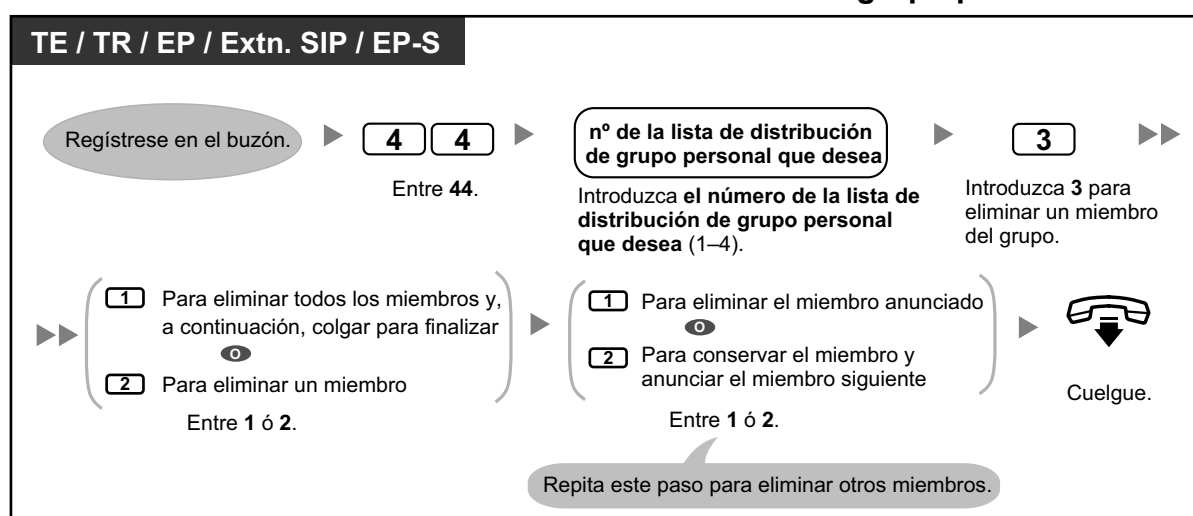 TE / TR / EP / Extn. SIP / EP-S
Regístrese en el buzón.
4 4
Entre 44.
nº de la lista de distribución
de grupo personal que desea
Introduzca el número de la lista de
distribución de grupo personal
que desea (1–4).
3
Introduzca 3 para
eliminar un miembro
del grupo.
1 Para eliminar todos los miembros y,
a continuación, colgar para finalizar
O
2 Para eliminar un miembro
Entre 1 ó 2.
1 Para eliminar el miembro anunciado
O
2 Para conservar el miembro y
anunciar el miembro siguiente
Entre 1 ó 2.
Repita este paso para eliminar otros miembros.
Cuelgue.